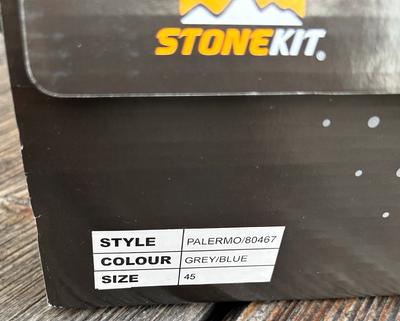 STONEKIT®
STYLE PALERMO/80467
COLOUR GREY/BLUE
SIZE 45